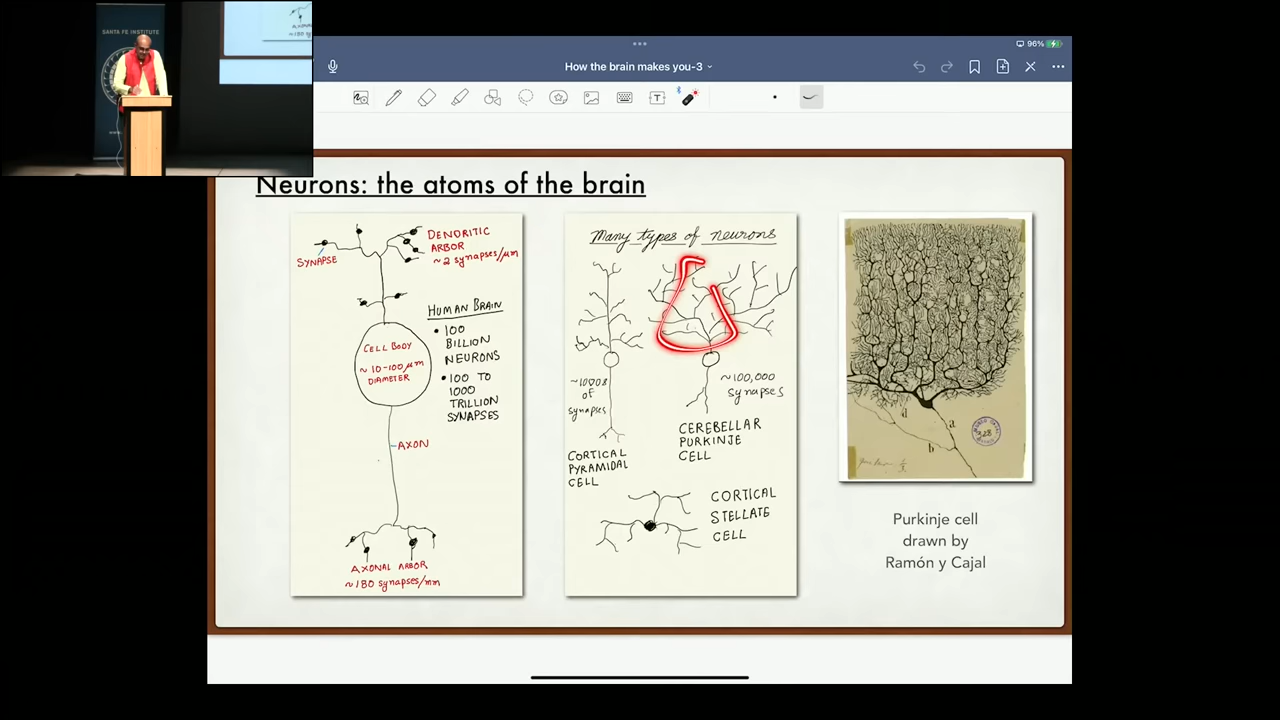 SANTA FE INSTITUTE
96%
How the brain makes you-3
Neurons: the atoms of the brain
SYNAPSE
DENDRITIC
ARBOR
~2 synapses/μm
HUMAN BRAIN
• 100
BILLION
NEURONS
• 100 TO
1000
TRILLION
SYNAPSES
CELL BODY
~10-100μm
DIAMETER
AXON
AXONAL ARBOR
~180 synapses/mm
Many types of neurons
~1000s
of
synapses
CORTICAL
PYRAMIDAL
CELL
~100,000
synapses
CEREBELLAR
PURKINJE
CELL
CORTICAL
STELLATE
CELL
d
a
b
Purkinje cell
drawn by
Ramón y Cajal